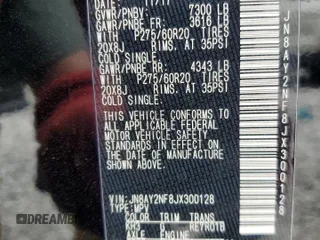 11/17
GVWR/PNBV 7300 LB
GAWR/PNBE FR 3616 LB
WITH P275/60R20 TIRES
20X8J RIMS. AT 35PSI
COLD SINGLE.
GAWR/PNBE RR 4343 LB
WITH P275/60R20 TIRES
20X8J RIMS. AT 35PSI
COLD SINGLE.
THIS VEHICLE CONFORMS TO
ALL APPLICABLE FEDERAL
MOTOR VEHICLE SAFETY
STANDARDS IN EFFECT ON
THE DATE OF MANUFACTURE
SHOWN ABOVE.
VIN:JN8AY2NF8JX300128
TYPE:MPV
COLOR TRIM TRANS
KH3 G RE7R01B
AXLE ENGINE
JN8AY2NF8JX300128